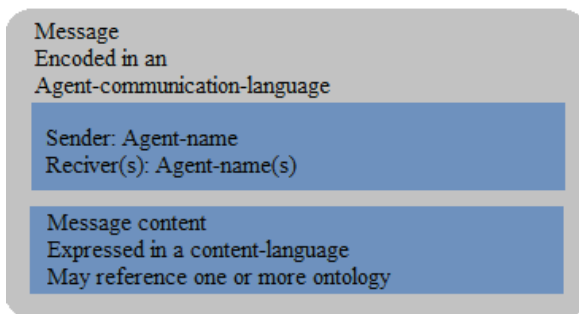 Message
Encoded in an
Agent-communication-language
Sender: Agent-name
Reciver(s): Agent-name(s)
Message content
Expressed in a content-language
May reference one or more ontology